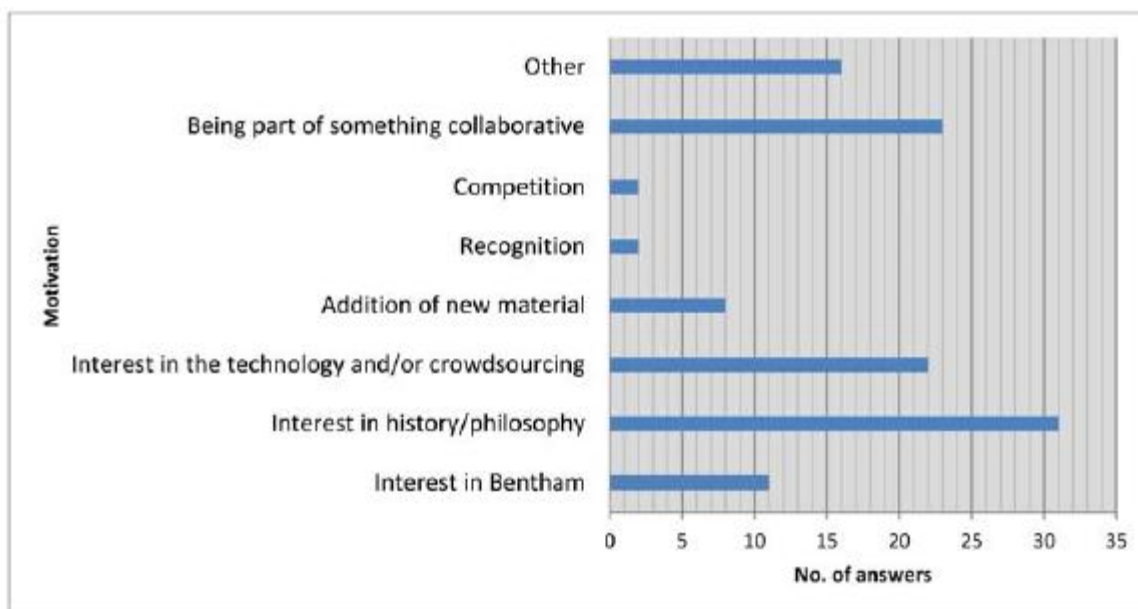 Other
Being part of something collaborative
Competition
Recognition
Addition of new material
Interest in the technology and/or crowdsourcing
Interest in history/philosophy
Interest in Bentham
Motivation
0 5 10 15 20 25 30 35
No. of answers